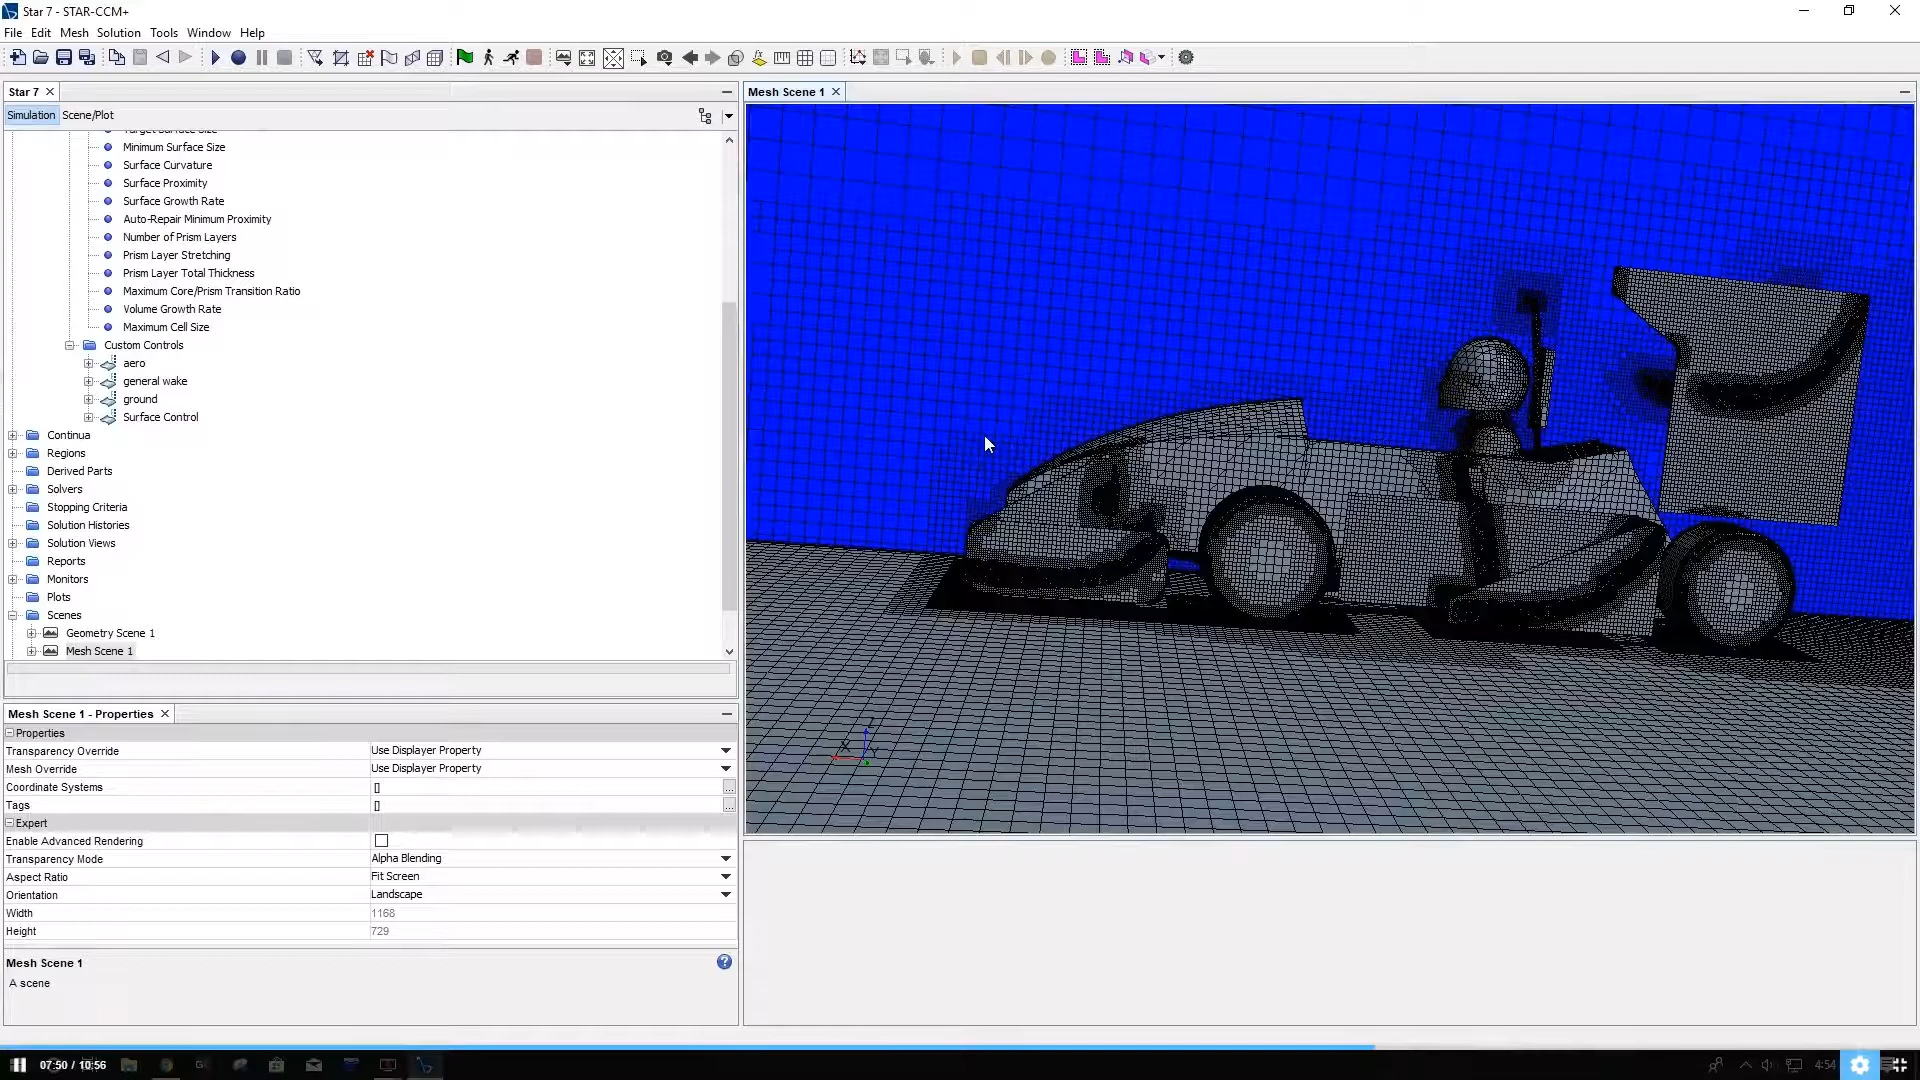 Star 7 - STAR-CCM+
File Edit Mesh Solution Tools Window Help
Star 7
Simulation Scene/Plot
Target Surface Size
Minimum Surface Size
Surface Curvature
Surface Proximity
Surface Growth Rate
Auto-Repair Minimum Proximity
Number of Prism Layers
Prism Layer Stretching
Prism Layer Total Thickness
Maximum Core/Prism Transition Ratio
Volume Growth Rate
Maximum Cell Size
Custom Controls
aero
general wake
ground
Surface Control
Continua
Regions
Derived Parts
Solvers
Stopping Criteria
Solution Histories
Solution Views
Reports
Monitors
Plots
Scenes
Geometry Scene 1
Mesh Scene 1
Mesh Scene 1 - Properties
Properties
Transparency Override Use Displayer Property
Mesh Override Use Displayer Property
Coordinate Systems []
Tags []
Expert
Enable Advanced Rendering
Transparency Mode Alpha Blending
Aspect Ratio Fit Screen
Orientation Landscape
Width 1168
Height 729
Mesh Scene 1
A scene
Mesh Scene 1
Z
X Y
07:50 / 10:56
4:54